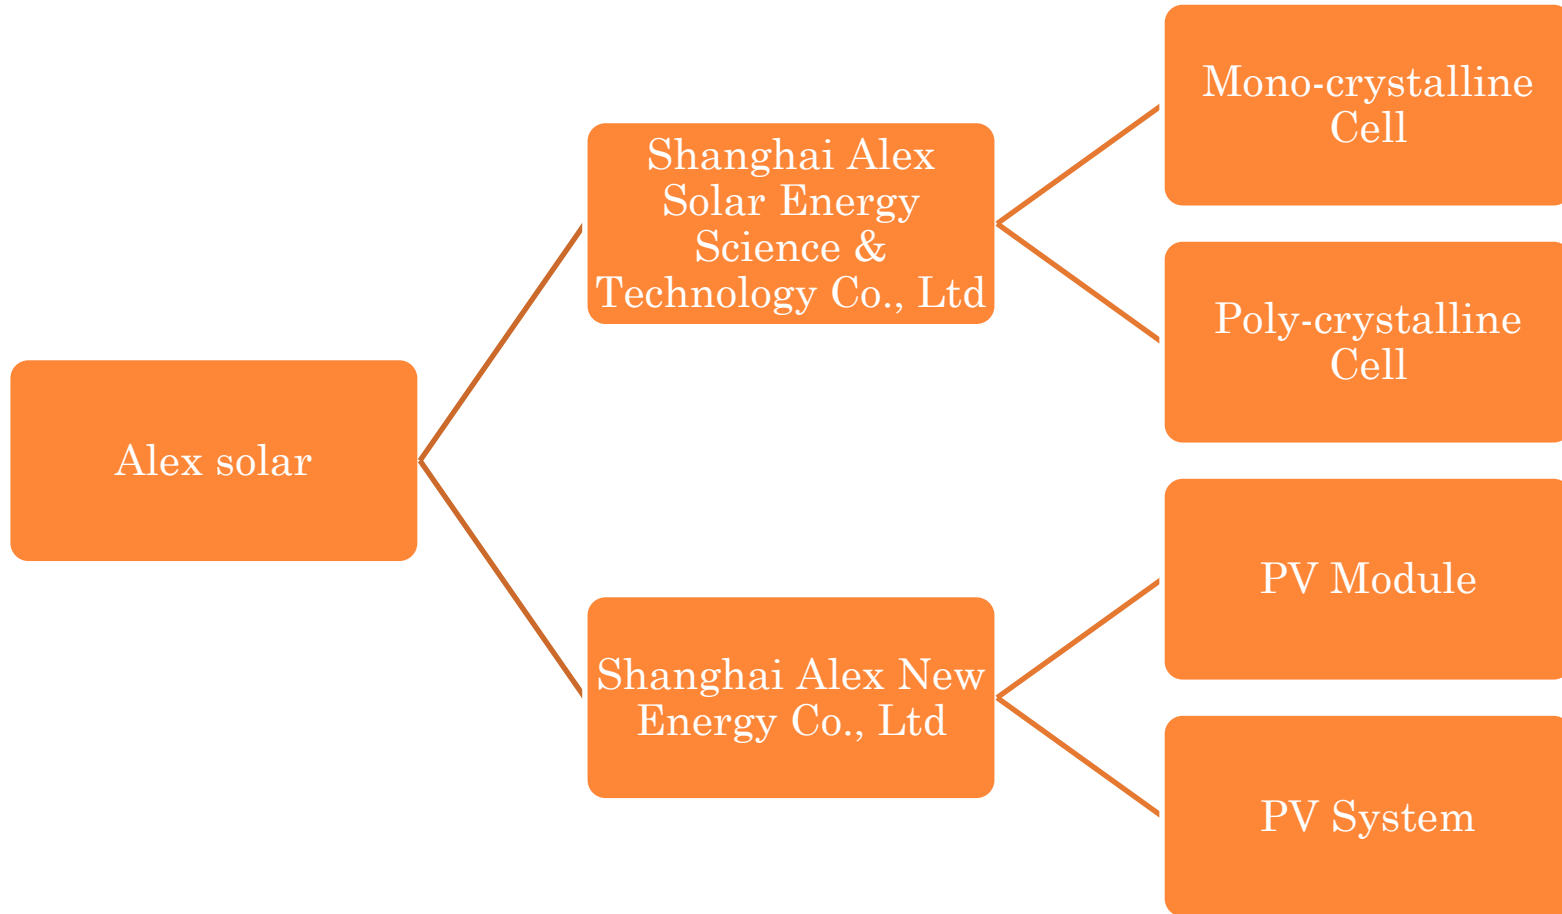 Alex solar
Shanghai Alex
Solar Energy
Science &
Technology Co., Ltd
Mono-crystalline
Cell
Poly-crystalline
Cell
Shanghai Alex New
Energy Co., Ltd
PV Module
PV System